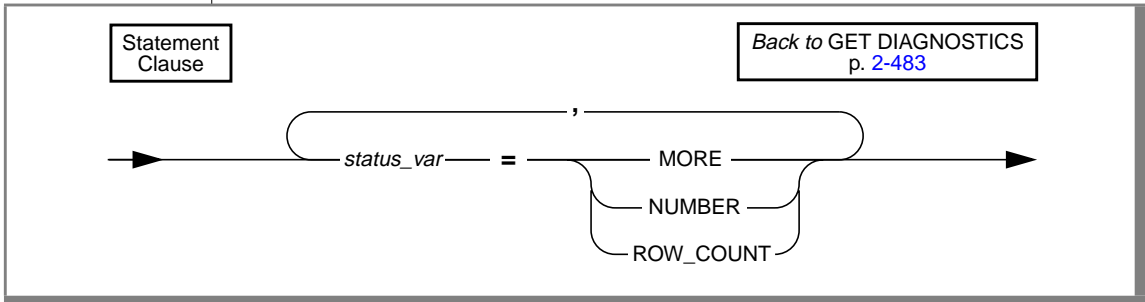 Statement
Clause
Back to GET DIAGNOSTICS
p. 2-483
,
status_var = MORE
NUMBER
ROW_COUNT